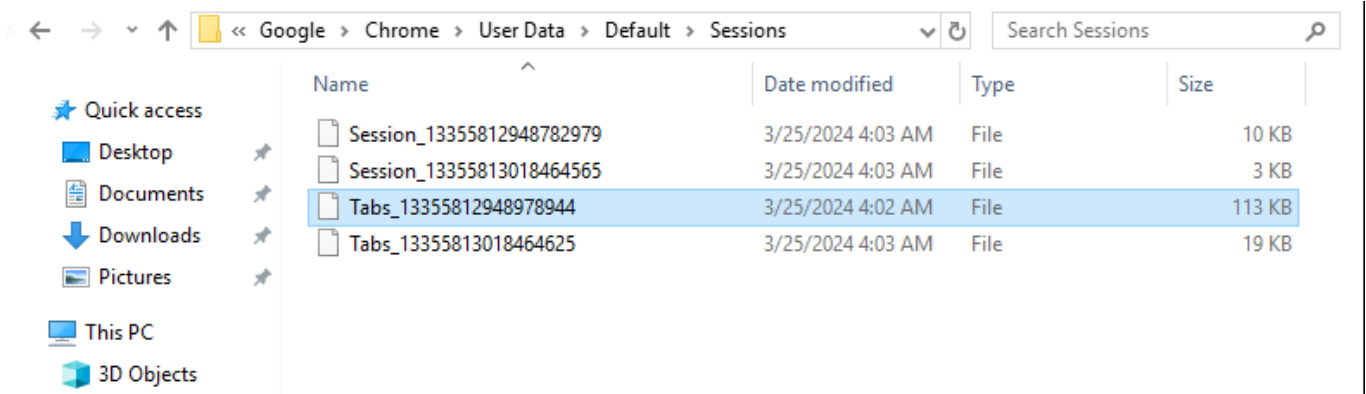 « Google › Chrome › User Data › Default › Sessions
Search Sessions
Name Date modified Type Size
Quick access
Desktop
Documents
Downloads
Pictures
This PC
3D Objects
Session_13355812948782979 3/25/2024 4:03 AM File 10 KB
Session_13355813018464565 3/25/2024 4:03 AM File 3 KB
Tabs_13355812948978944 3/25/2024 4:02 AM File 113 KB
Tabs_13355813018464625 3/25/2024 4:03 AM File 19 KB